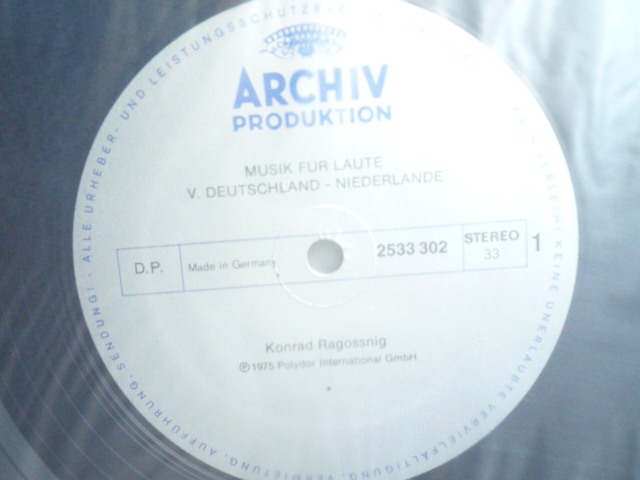 ARCHIV
PRODUKTION
MUSIK FÜR LAUTE
V. DEUTSCHLAND - NIEDERLANDE
D.P.
Made in Germany
2533 302
STEREO
33
1
Konrad Ragossnig
℗ 1975 Polydor International GmbH
ALLE URHEBER- UND LEISTUNGSSCHUTZ
KEINE UNERLAUBTE VERVIELFÄLTIGUNG, VERMIETUNG, AUFFÜHRUNG, SENDUNG!